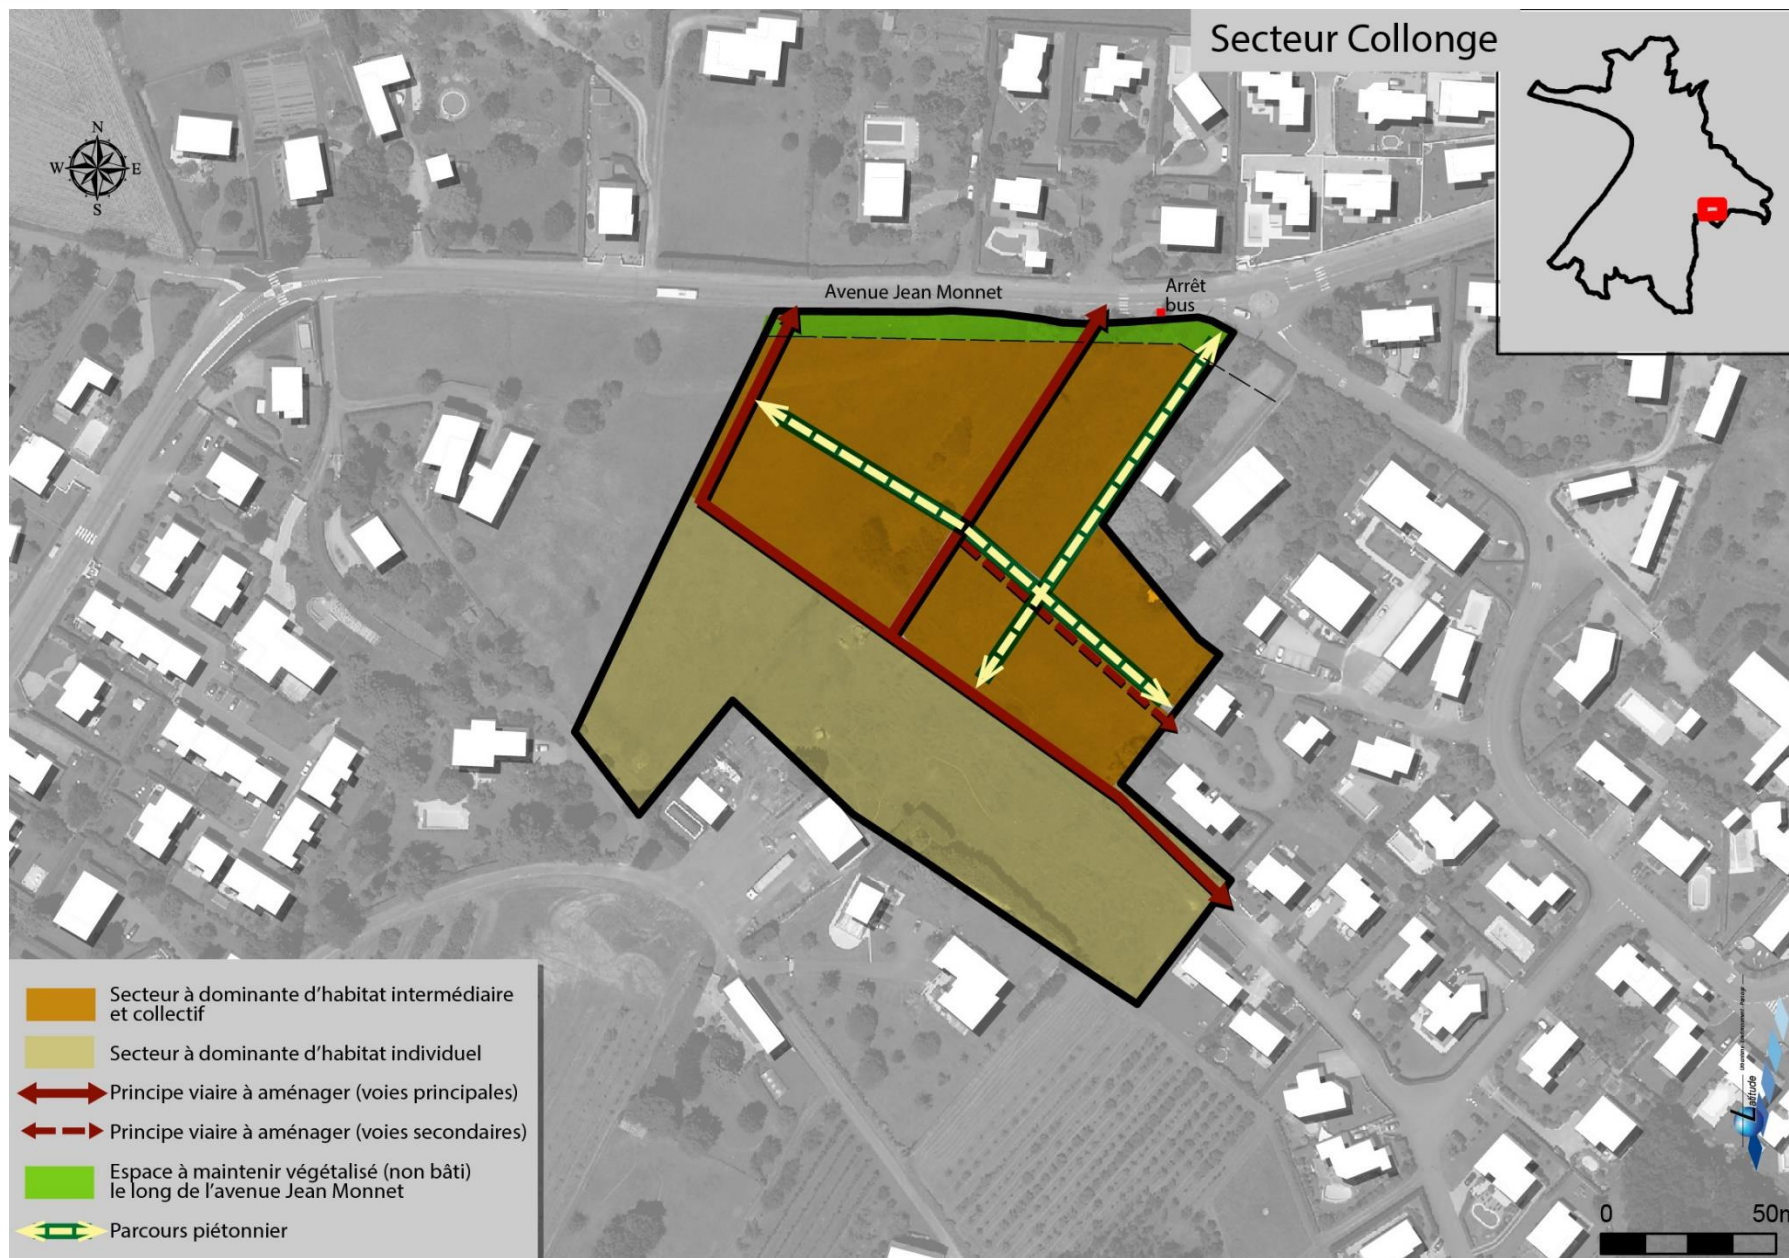 Secteur Collonge
N
W
E
S
Avenue Jean Monnet
Arrêt
bus
Secteur à dominante d'habitat intermédiaire
et collectif
Secteur à dominante d'habitat individuel
Principe viaire à aménager (voies principales)
Principe viaire à aménager (voies secondaires)
Espace à maintenir végétalisé (non bâti)
le long de l'avenue Jean Monnet
Parcours piétonnier
Latitude
0
50m